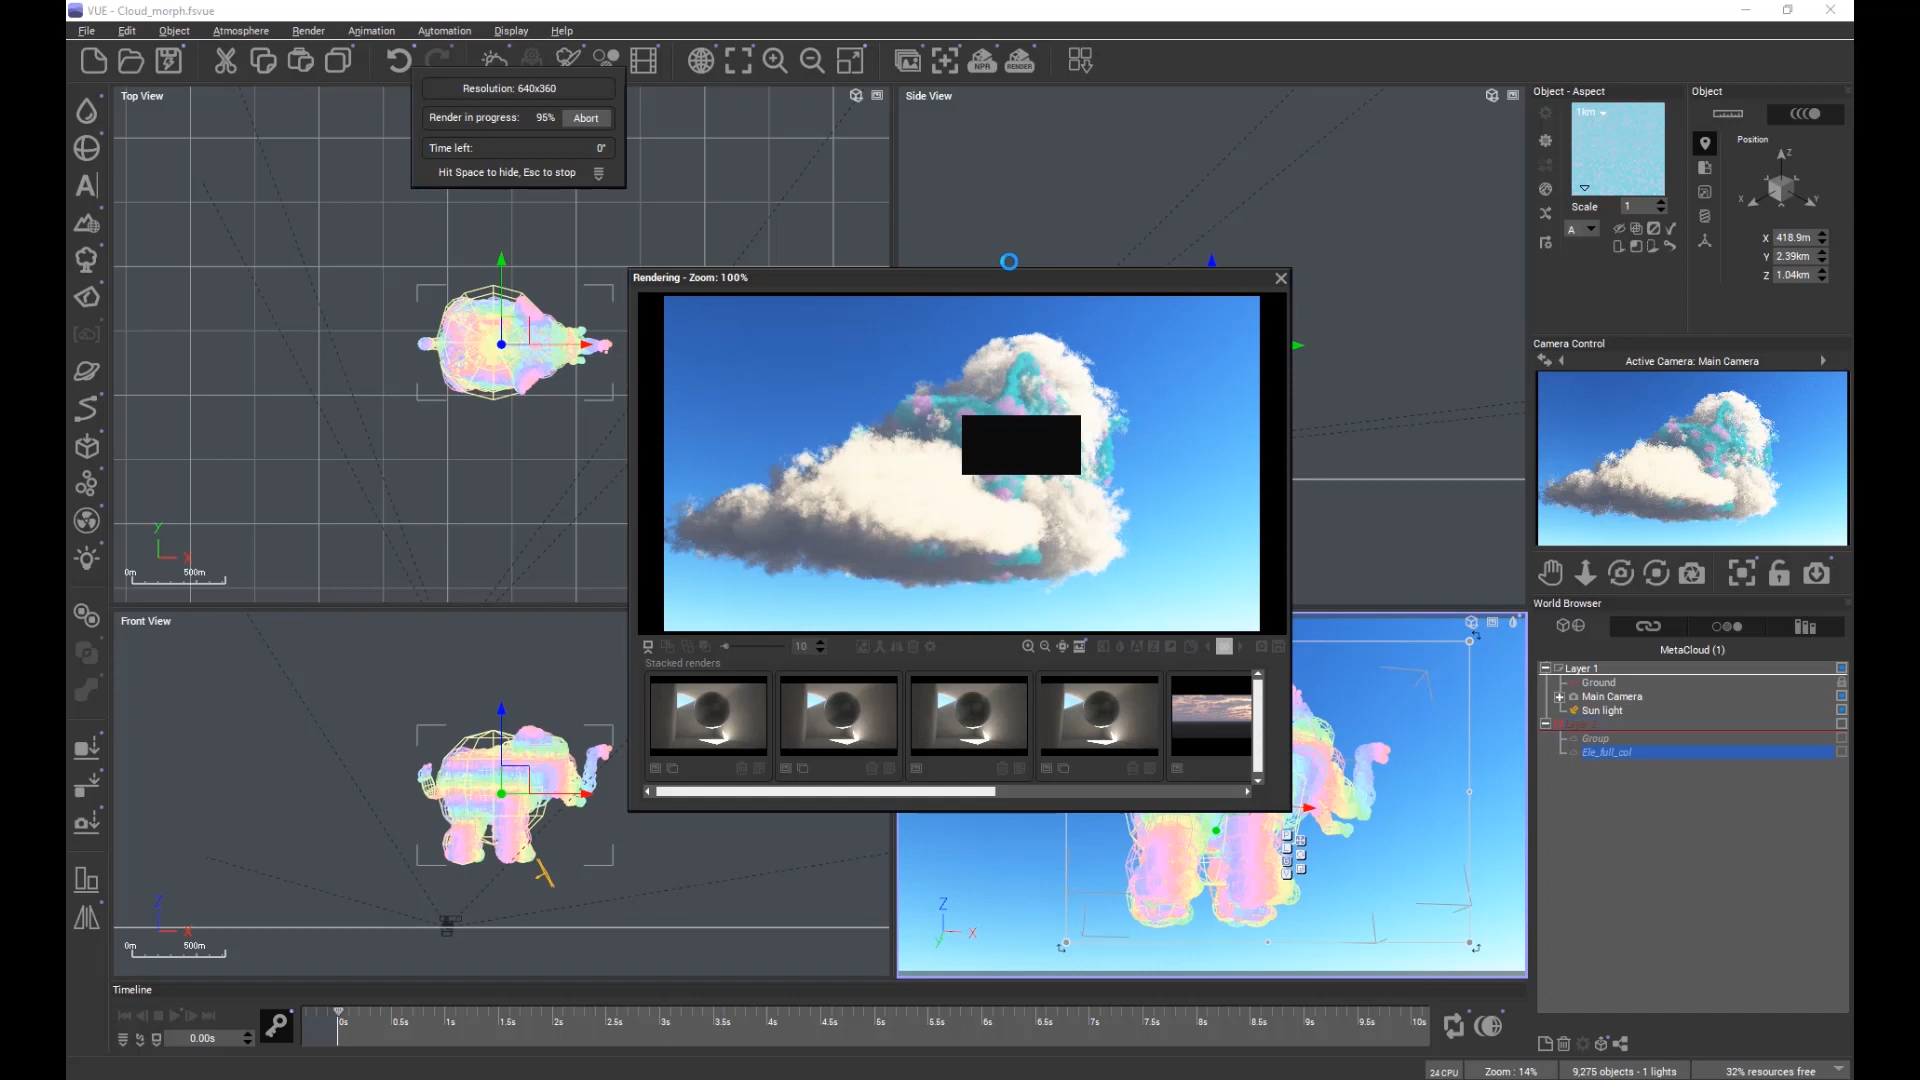 VUE - Cloud_morph.fsvue
File Edit Object Atmosphere Render Animation Automation Display Help
NPR RENDER
Top View
Resolution: 640x360
Render in progress: 95% Abort
Time left: 0"
Hit Space to hide, Esc to stop
Side View
Object - Aspect
1km
Scale 1
A
Object
Position
Z
X Y
X 418.9m
Y 2.39km
Z 1.04km
Rendering - Zoom: 100%
10
Stacked renders
Camera Control
Active Camera: Main Camera
World Browser
MetaCloud (1)
Layer 1
Ground
Main Camera
Sun light
Group
Ele_full_col
Y
X
0m 500m
Front View
Z
X
0m 500m
Z
X
Y
Timeline
0.00s
0s 0.5s 1s 1.5s 2s 2.5s 3s 3.5s 4s 4.5s 5s 5.5s 6s 6.5s 7s 7.5s 8s 8.5s 9s 9.5s 10s
24 CPU Zoom : 14% 9,275 objects - 1 lights 32% resources free